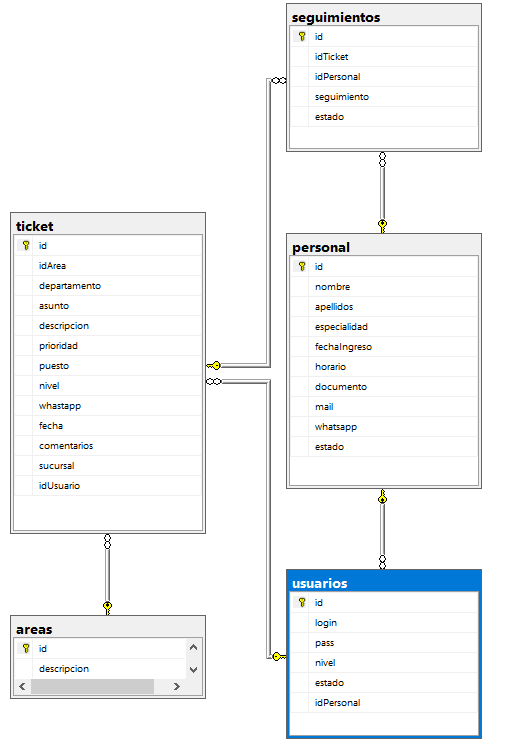 seguimientos
id
idTicket
idPersonal
seguimiento
estado
ticket
id
idArea
departamento
asunto
descripcion
prioridad
puesto
nivel
whastapp
fecha
comentarios
sucursal
idUsuario
personal
id
nombre
apellidos
especialidad
fechaIngreso
horario
documento
mail
whatsapp
estado
areas
id
descripcion
usuarios
id
login
pass
nivel
estado
idPersonal